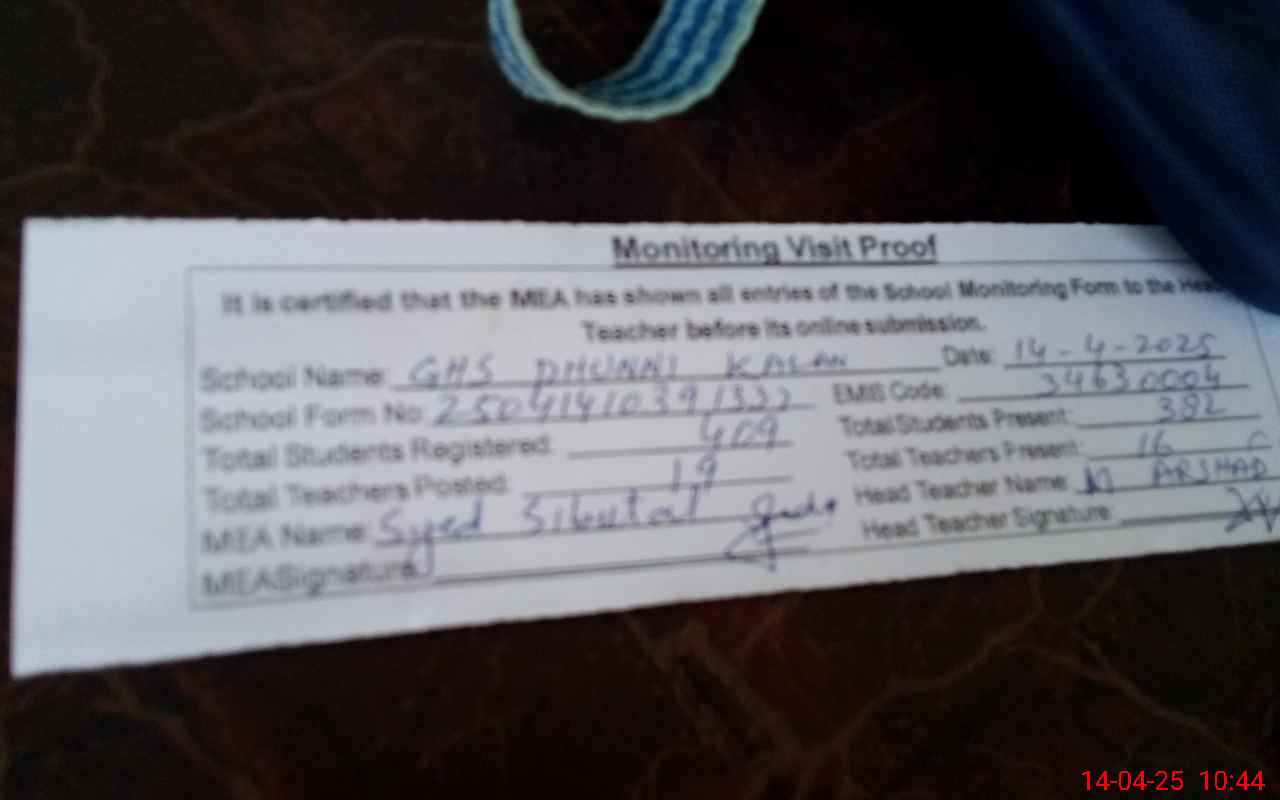 Monitoring Visit Proof
It is certified that the MEA has shown all entries of the School Monitoring Form to the Head
Teacher before its online submission.
School Name: GHS DHUNNI KALAN Date: 14-4-2025
School Form No: EMIS Code: 34630004
Total Students Registered: 409 Total Students Present: 382
Total Teachers Posted: 19 Total Teachers Present: 16
MEA Name: Syed Head Teacher Name: M ARSHAD
MEA Signature: Head Teacher Signature:
14-04-25 10:44